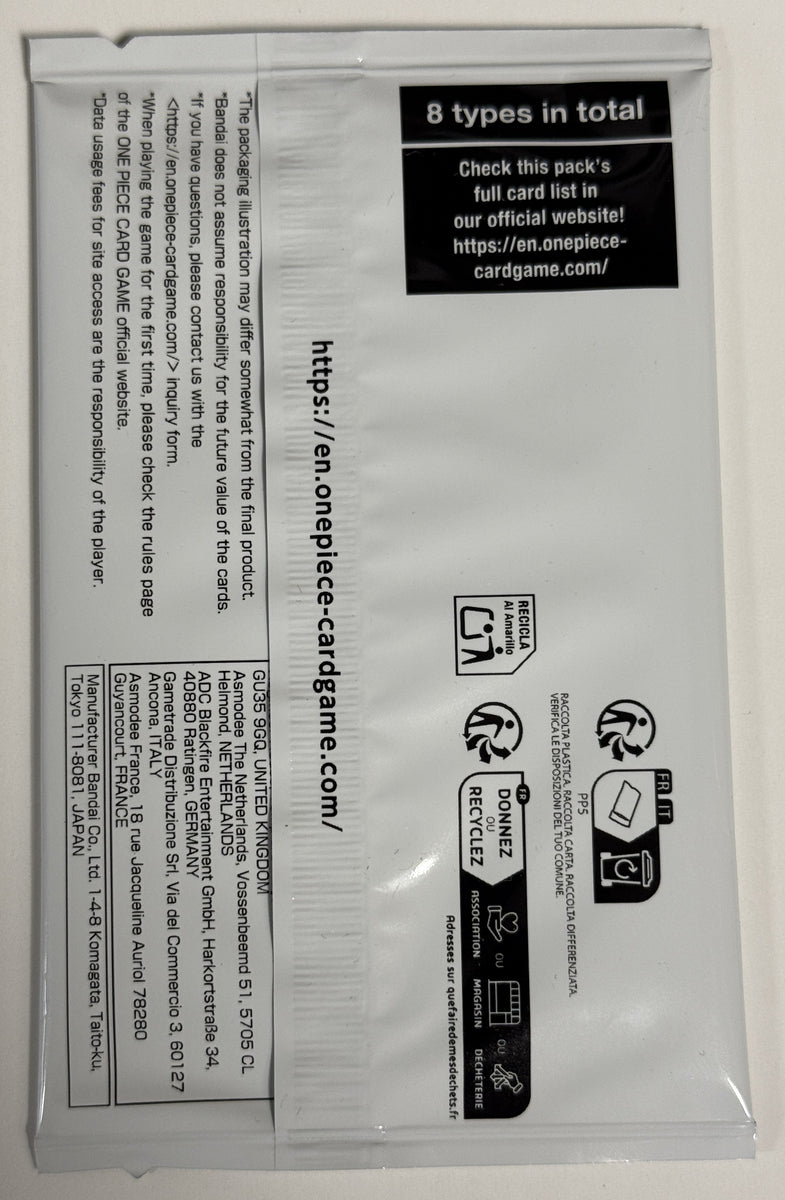 8 types in total
Check this pack's
full card list in
our official website!
https://en.onepiece-
cardgame.com/
*The packaging illustration may differ somewhat from the final product.
*Bandai does not assume responsibility for the future value of the cards.
*If you have questions, please contact us with the
<https://en.onepiece-cardgame.com/> inquiry form.
*When playing the game for the first time, please check the rules page
of the ONE PIECE CARD GAME official website.
*Data usage fees for site access are the responsibility of the player.
https://en.onepiece-cardgame.com/
GU35 9GQ, UNITED KINGDOM
Asmodee The Netherlands, Vossenbeemd 51, 5705 CL
Helmond, NETHERLANDS
ADC Blackfire Entertainment GmbH, Harkortstraße 34,
40880 Ratingen, GERMANY
Gametrade Distribuzione Srl, Via del Commercio 3, 60127
Ancona, ITALY
Asmodee France, 18 rue Jacqueline Auriol 78280
Guyancourt, FRANCE
Manufacturer Bandai Co., Ltd. 1-4-8 Komagata, Taito-ku,
Tokyo 111-8081, JAPAN
FR IT
PP5
RACCOLTA PLASTICA. RACCOLTA CARTA. RACCOLTA DIFFERENZIATA.
VERIFICA LE DISPOSIZIONI DEL TUO COMUNE.
RECICLA
Al Amarillo
FR
DONNEZ
OU
RECYCLEZ
ASSOCIATION
OU
MAGASIN
OU
DÉCHÈTERIE
Adresses sur quefairedemesdechets.fr